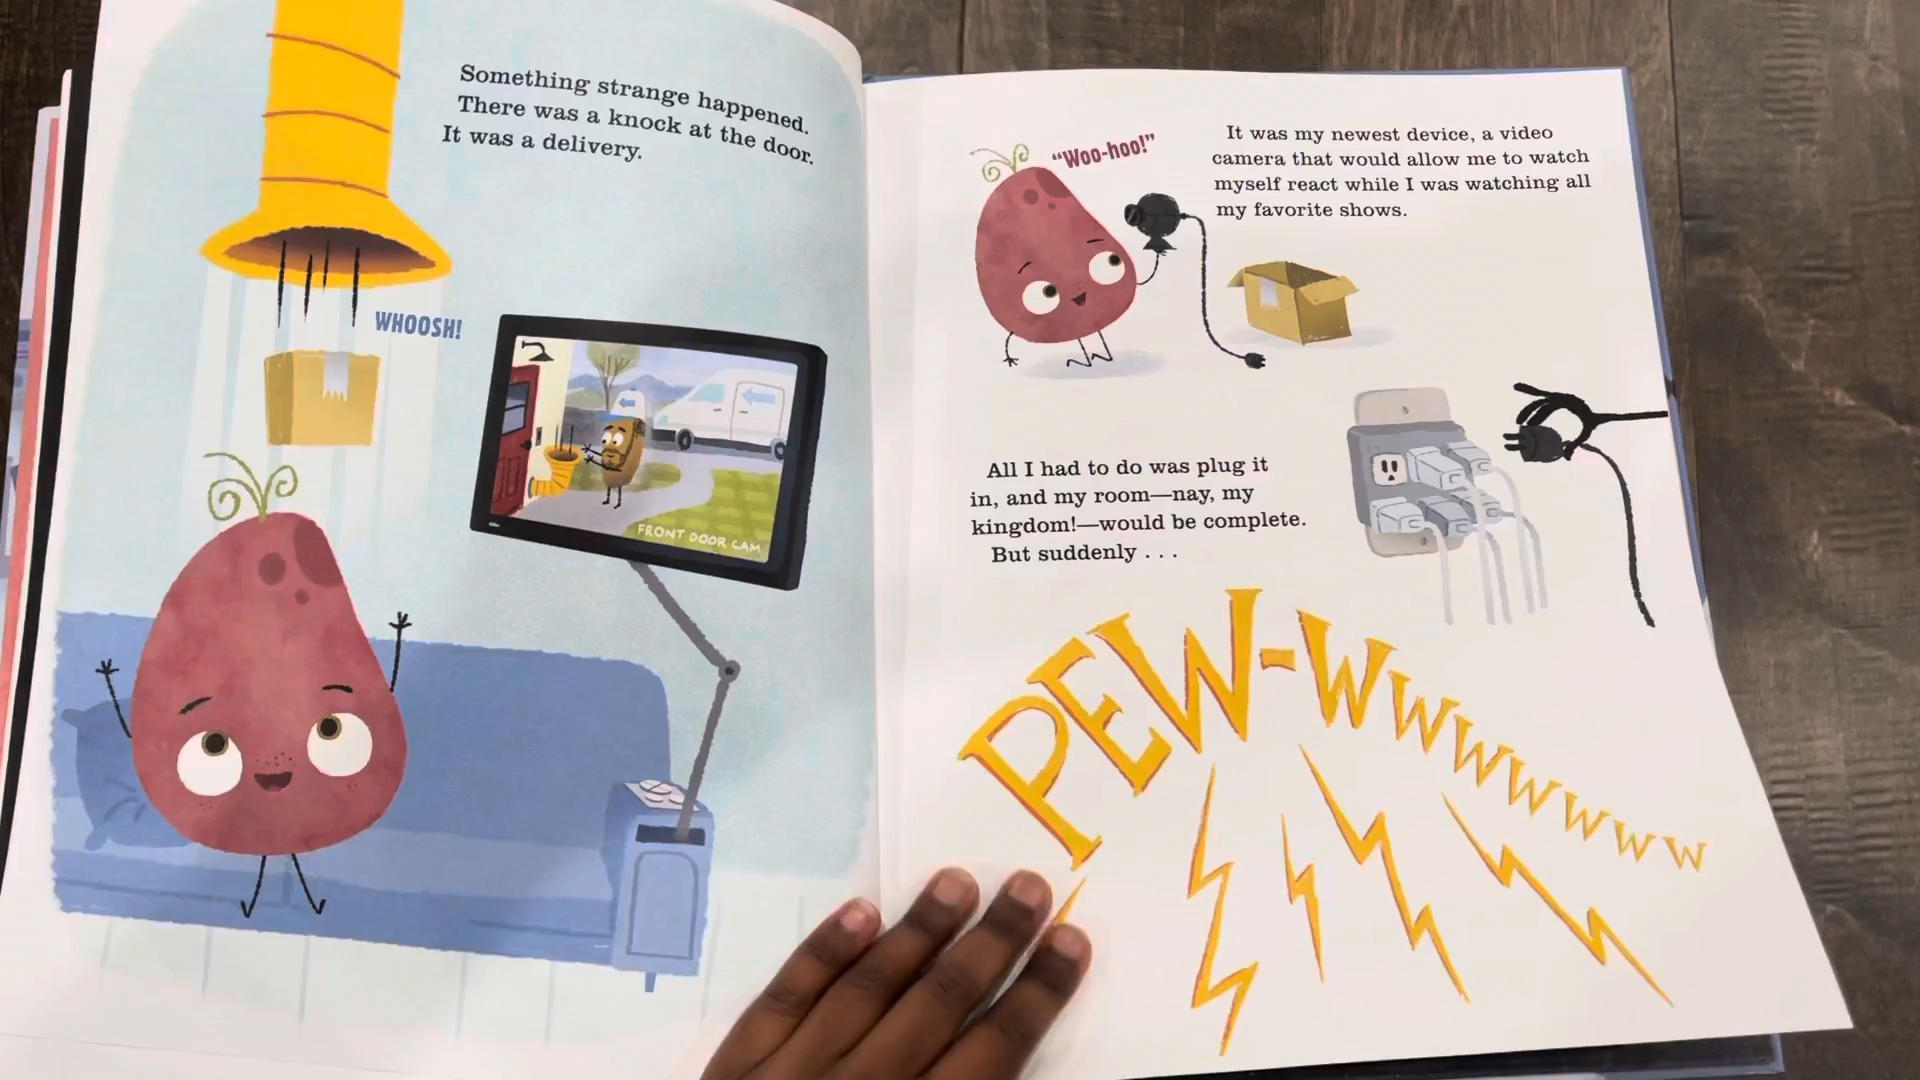 Something strange happened.
There was a knock at the door.
It was a delivery.
WHOOSH!
FRONT DOOR CAM
"Woo-hoo!"
It was my newest device, a video
camera that would allow me to watch
myself react while I was watching all
my favorite shows.
All I had to do was plug it
in, and my room—nay, my
kingdom!—would be complete.
But suddenly . . .
PEW-WWWWWWWW